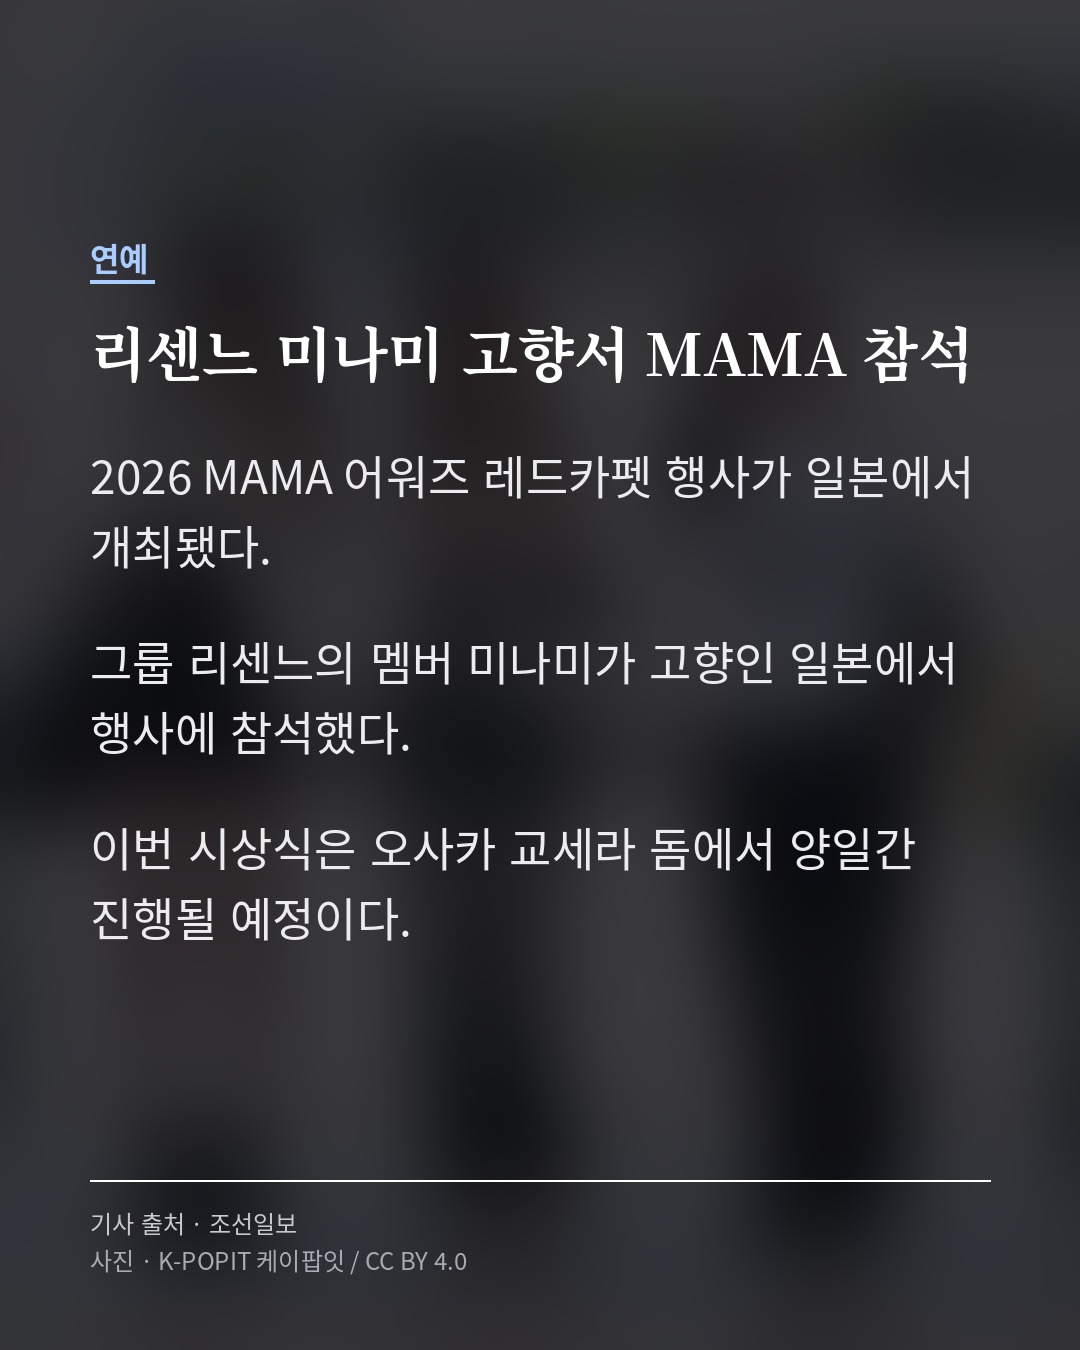 연예
리센느 미나미 고향서 MAMA 참석
2026 MAMA 어워즈 레드카펫 행사가 일본에서
개최됐다.
그룹 리센느의 멤버 미나미가 고향인 일본에서
행사에 참석했다.
이번 시상식은 오사카 교세라 돔에서 양일간
진행될 예정이다.
기사 출처 · 조선일보
사진 · K-POPIT 케이팝잇 / CC BY 4.0